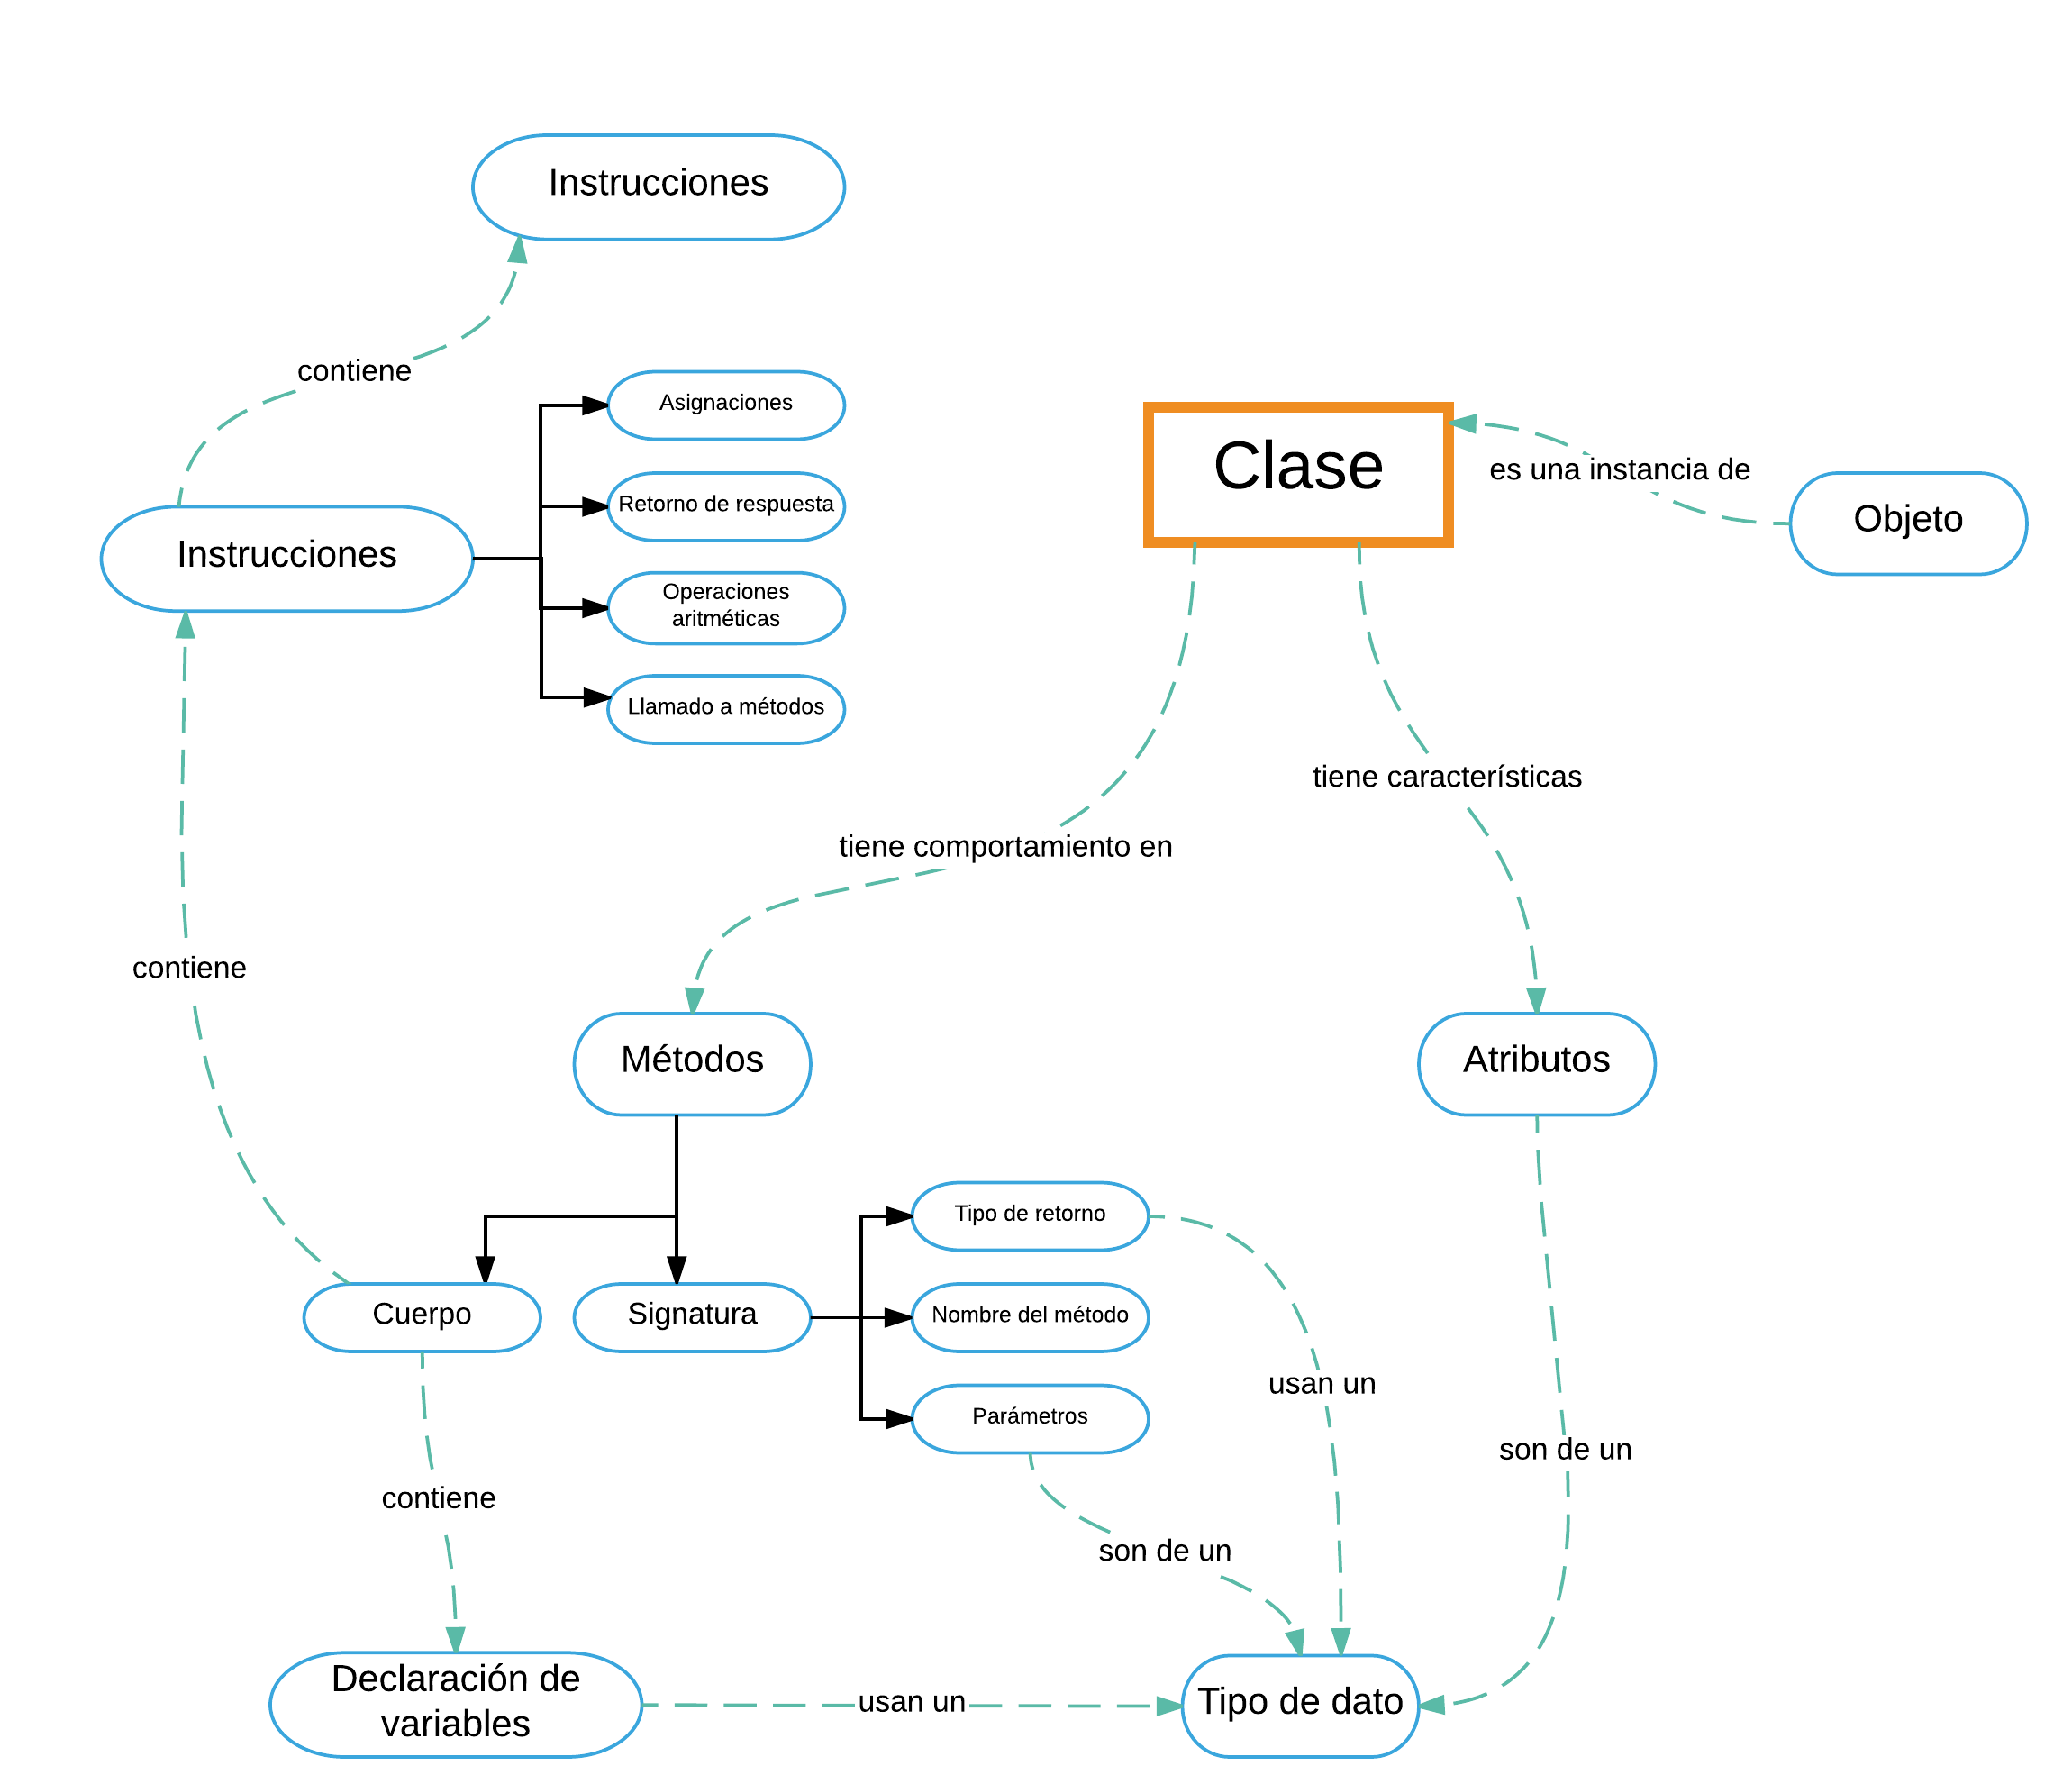 Instrucciones
contiene
Asignaciones
Clase
es una instancia de
Retorno de respuesta
Objeto
Instrucciones
Operaciones
aritméticas
Llamado a métodos
tiene características
tiene comportamiento en
contiene
Métodos
Atributos
Tipo de retorno
Cuerpo
Signatura
Nombre del método
usan un
Parámetros
son de un
contiene
son de un
Declaración de
variables
usan un
Tipo de dato